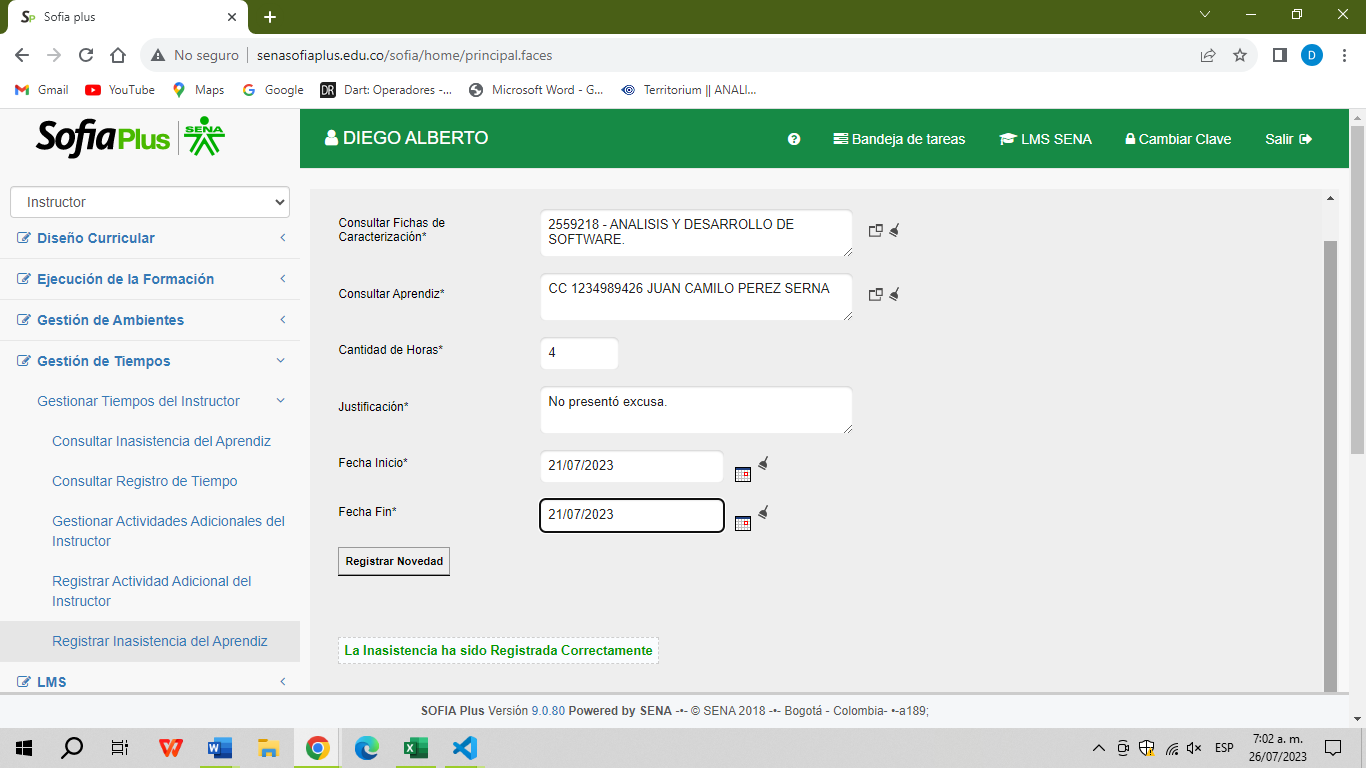 Sofia plus
No seguro
senasofiaplus.edu.co/sofia/home/principal.faces
D
Gmail
YouTube
Maps
Google
DR Dart: Operadores -...
Microsoft Word - G...
Territorium || ANALI...
Sofia Plus
SENA
DIEGO ALBERTO
Bandeja de tareas
LMS SENA
Cambiar Clave
Salir
Instructor
Diseño Curricular
Ejecución de la Formación
Gestión de Ambientes
Gestión de Tiempos
Gestionar Tiempos del Instructor
Consultar Inasistencia del Aprendiz
Consultar Registro de Tiempo
Gestionar Actividades Adicionales del
Instructor
Registrar Actividad Adicional del
Instructor
Registrar Inasistencia del Aprendiz
LMS
Consultar Fichas de
Caracterización*
2559218 - ANALISIS Y DESARROLLO DE
SOFTWARE.
Consultar Aprendiz*
CC 1234989426 JUAN CAMILO PEREZ SERNA
Cantidad de Horas*
4
Justificación*
No presentó excusa.
Fecha Inicio*
21/07/2023
Fecha Fin*
21/07/2023
Registrar Novedad
La Inasistencia ha sido Registrada Correctamente
SOFIA Plus Versión 9.0.80 Powered by SENA -•- © SENA 2018 -•- Bogotá - Colombia- •-a189;
ESP
7:02 a. m.
26/07/2023